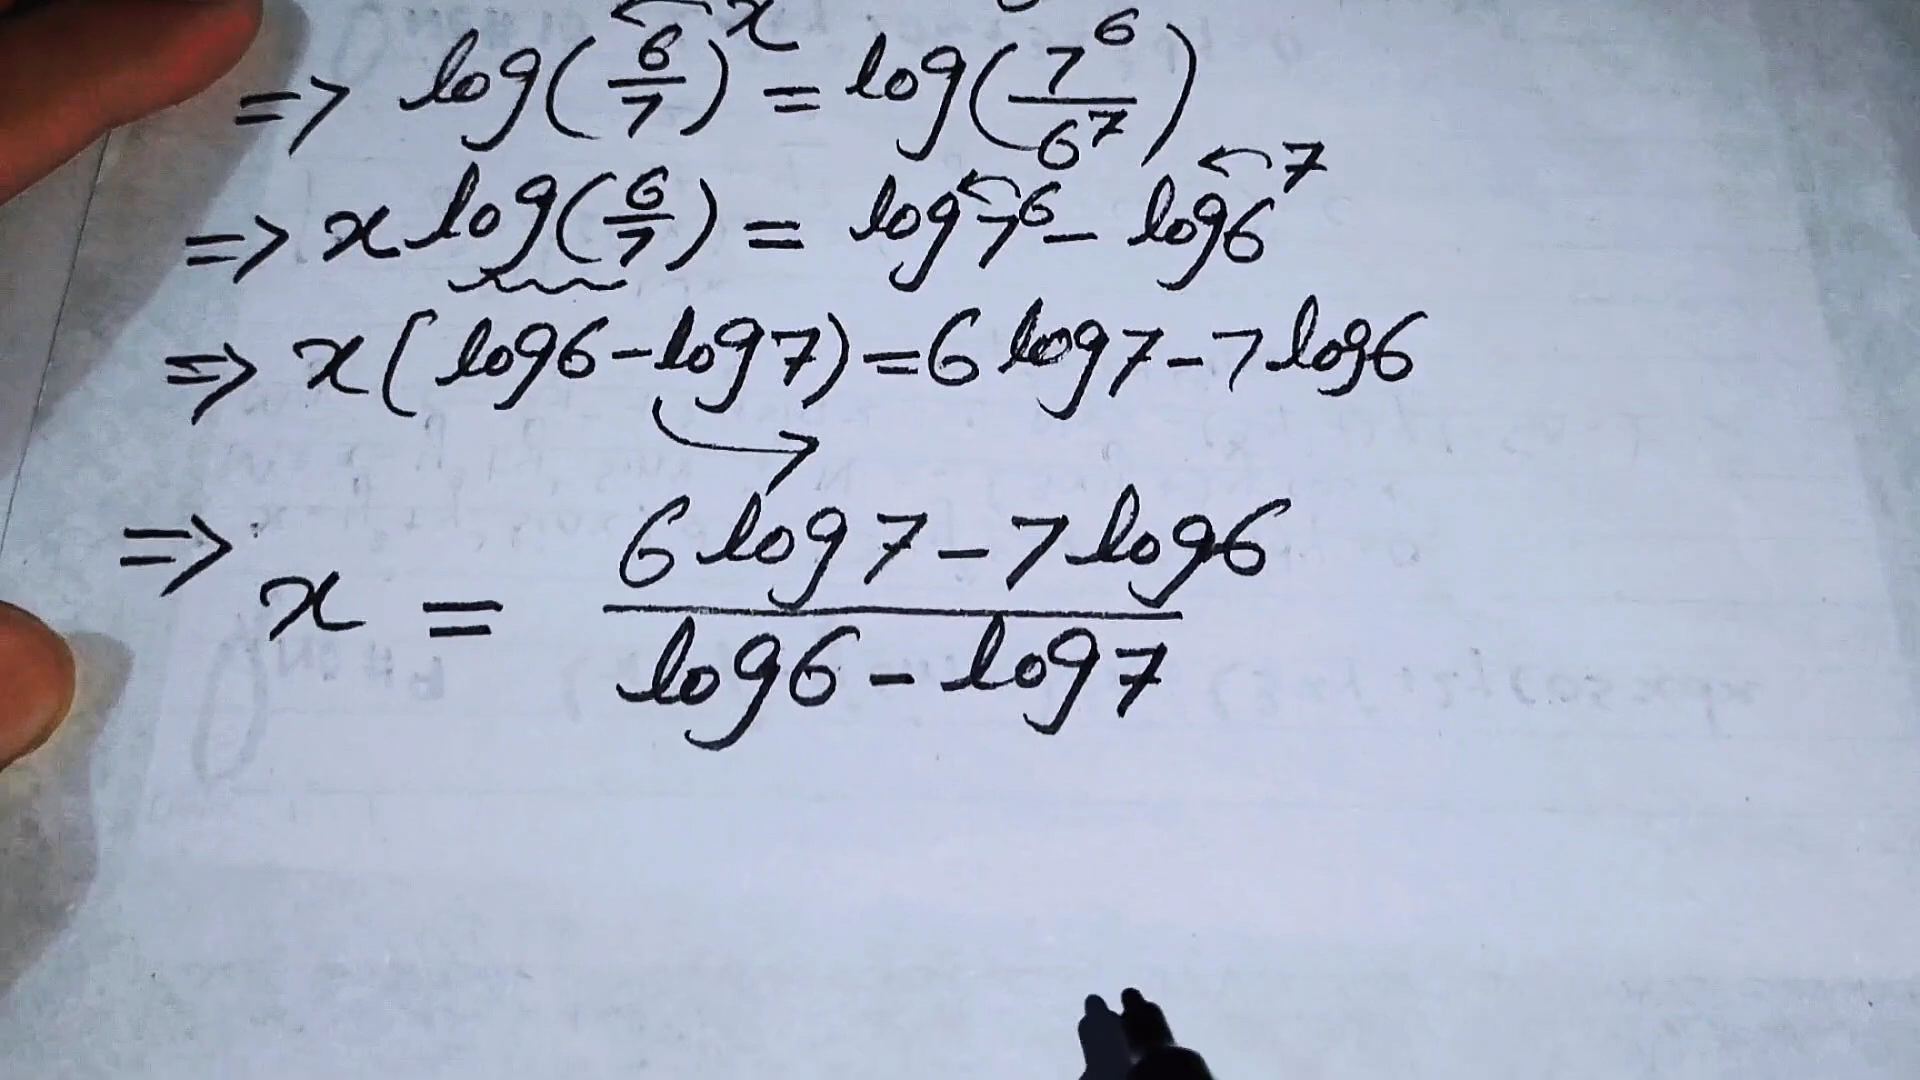 => log(6/7)^x = log(7^6/6^7)
=> x log(6/7) = log7^6 - log6^7
=> x(log6-log7)=6log7-7log6
=> x = (6log7-7log6)/(log6-log7)